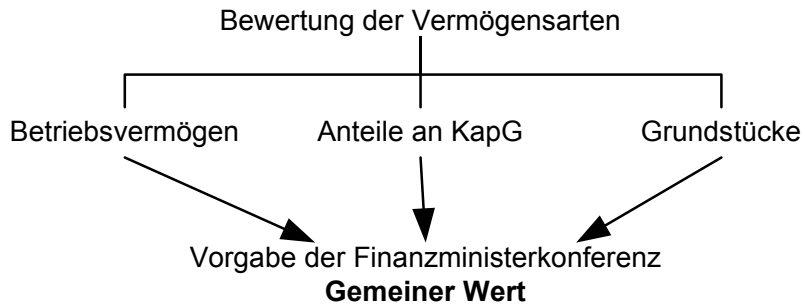 Bewertung der Vermögensarten
Betriebsvermögen
Anteile an KapG
Grundstücke
Vorgabe der Finanzministerkonferenz
Gemeiner Wert